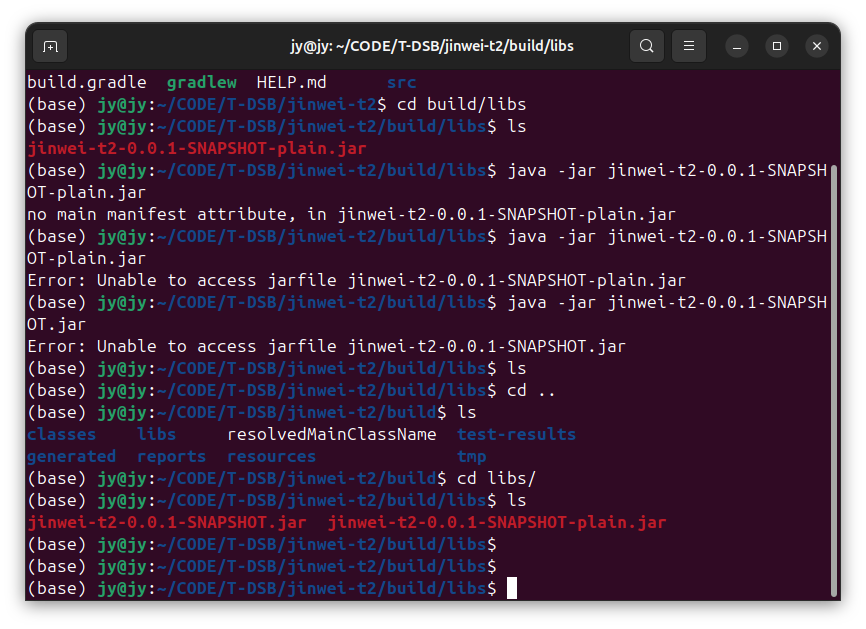 jy@jy: ~/CODE/T-DSB/jinwei-t2/build/libs
build.gradle  gradlew  HELP.md      src
(base) jy@jy:~/CODE/T-DSB/jinwei-t2$ cd build/libs
(base) jy@jy:~/CODE/T-DSB/jinwei-t2/build/libs$ ls
jinwei-t2-0.0.1-SNAPSHOT-plain.jar
(base) jy@jy:~/CODE/T-DSB/jinwei-t2/build/libs$ java -jar jinwei-t2-0.0.1-SNAPSH
OT-plain.jar
no main manifest attribute, in jinwei-t2-0.0.1-SNAPSHOT-plain.jar
(base) jy@jy:~/CODE/T-DSB/jinwei-t2/build/libs$ java -jar jinwei-t2-0.0.1-SNAPSH
OT-plain.jar
Error: Unable to access jarfile jinwei-t2-0.0.1-SNAPSHOT-plain.jar
(base) jy@jy:~/CODE/T-DSB/jinwei-t2/build/libs$ java -jar jinwei-t2-0.0.1-SNAPSH
OT.jar
Error: Unable to access jarfile jinwei-t2-0.0.1-SNAPSHOT.jar
(base) jy@jy:~/CODE/T-DSB/jinwei-t2/build/libs$ ls
(base) jy@jy:~/CODE/T-DSB/jinwei-t2/build/libs$ cd ..
(base) jy@jy:~/CODE/T-DSB/jinwei-t2/build$ ls
classes    libs     resolvedMainClassName  test-results
generated  reports  resources              tmp
(base) jy@jy:~/CODE/T-DSB/jinwei-t2/build$ cd libs/
(base) jy@jy:~/CODE/T-DSB/jinwei-t2/build/libs$ ls
jinwei-t2-0.0.1-SNAPSHOT.jar  jinwei-t2-0.0.1-SNAPSHOT-plain.jar
(base) jy@jy:~/CODE/T-DSB/jinwei-t2/build/libs$
(base) jy@jy:~/CODE/T-DSB/jinwei-t2/build/libs$
(base) jy@jy:~/CODE/T-DSB/jinwei-t2/build/libs$